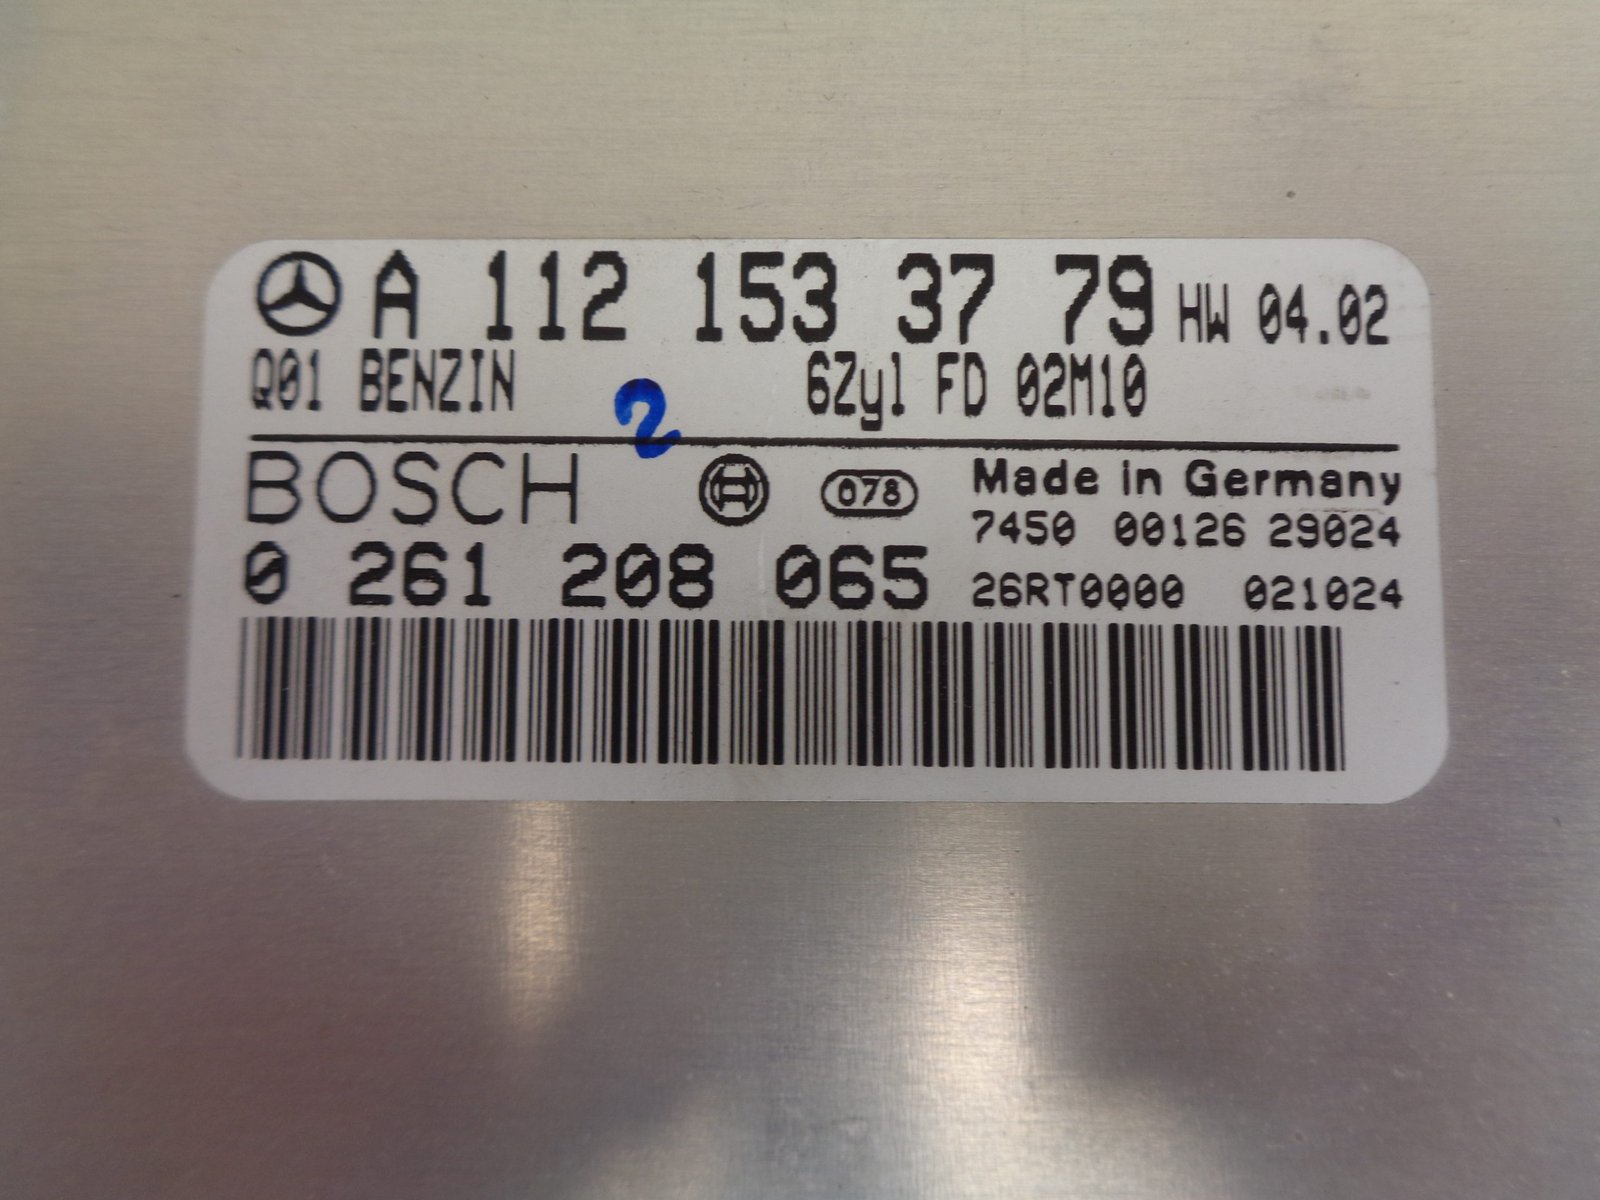 A 112 153 37 79 HW 04.02
Q01 BENZIN 6Zyl FD 02M10
2
BOSCH 078 Made in Germany
7450 00126 29024
0 261 208 065 26RT0000 021024